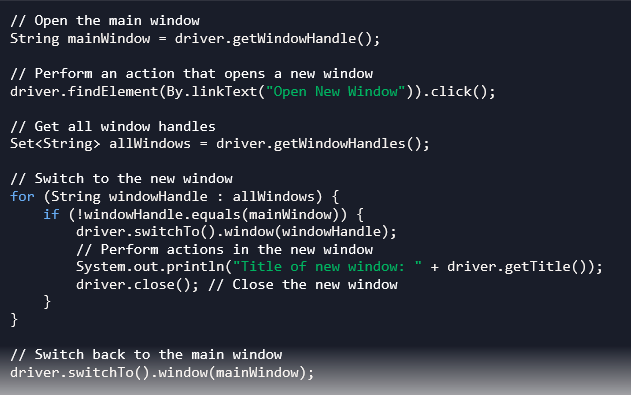 // Open the main window
String mainWindow = driver.getWindowHandle();
// Perform an action that opens a new window
driver.findElement(By.linkText("Open New Window")).click();
// Get all window handles
Set<String> allWindows = driver.getWindowHandles();
// Switch to the new window
for (String windowHandle : allWindows) {
    if (!windowHandle.equals(mainWindow)) {
        driver.switchTo().window(windowHandle);
        // Perform actions in the new window
        System.out.println("Title of new window: " + driver.getTitle());
        driver.close(); // Close the new window
    }
}
// Switch back to the main window
driver.switchTo().window(mainWindow);